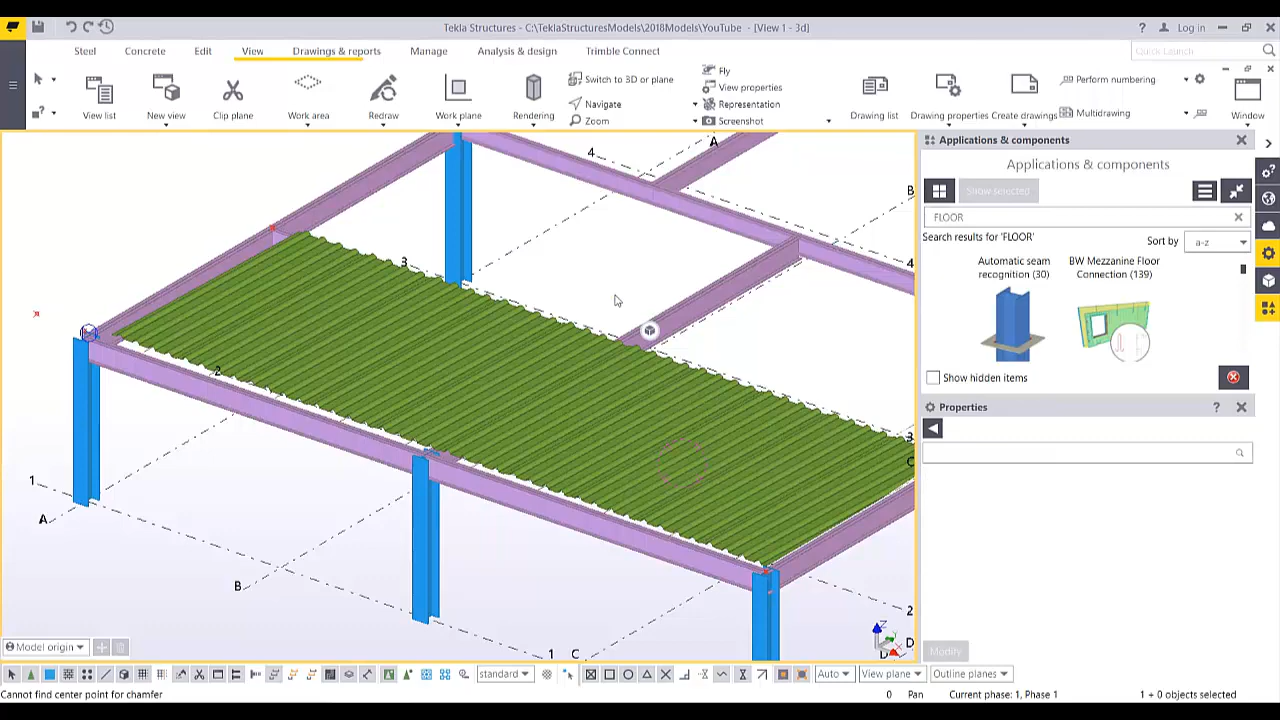 Tekla Structures - C:\TeklaStructuresModels\2018Models\YouTube - [View 1 - 3d]
? Log in
Steel Concrete Edit View Drawings & reports Manage Analysis & design Trimble Connect
Quick Launch
View list
New view
Clip plane
Work area
Redraw
Work plane
Rendering
Switch to 3D or plane
Navigate
Zoom
Fly
View properties
Representation
Screenshot
Drawing list
Drawing properties
Create drawings
Perform numbering
Multidrawing
Window
Applications & components
Applications & components
Show selected
FLOOR
Search results for 'FLOOR'
Sort by a-z
Automatic seam
recognition (30)
BW Mezzanine Floor
Connection (139)
Show hidden items
Properties ?
Modify
4
A
B
3
4
2
3
C
1
A
B
2
1 C
D
D
Z
Model origin
standard
Auto
View plane
Outline planes
Cannot find center point for chamfer
0 Pan Current phase: 1, Phase 1 1 + 0 objects selected